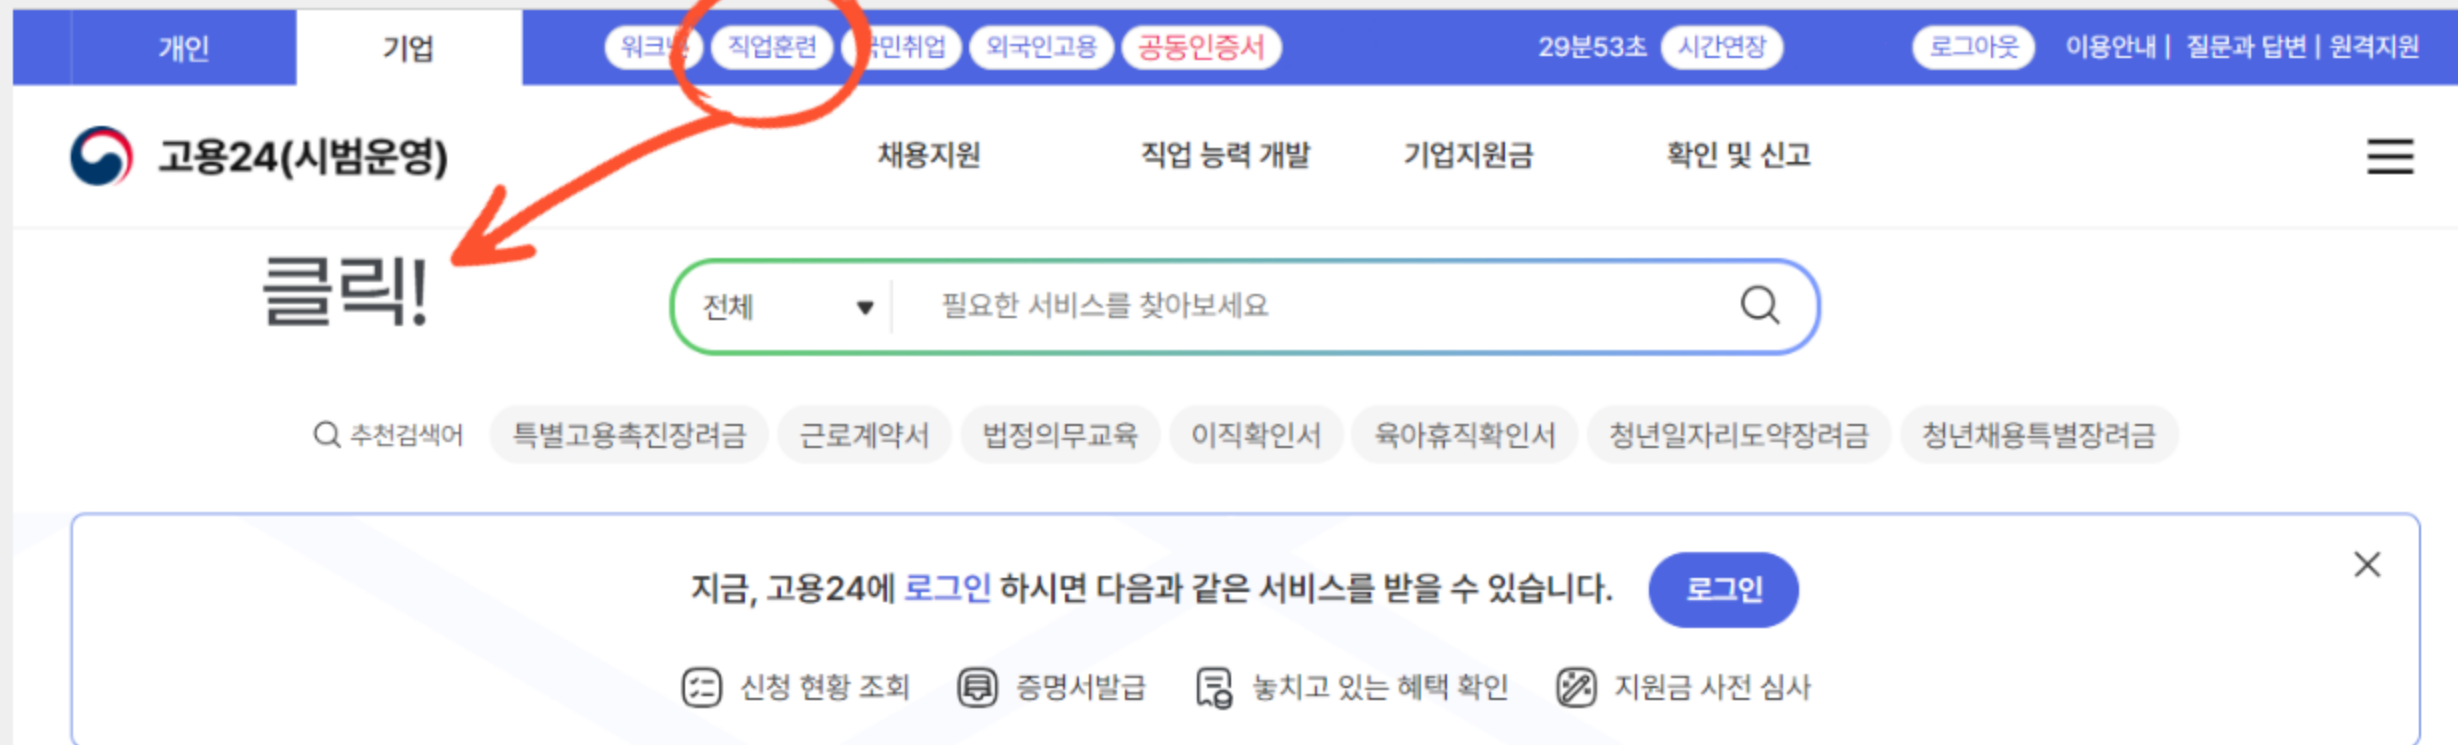 개인 기업 직업훈련 외국인고용 공동인증서 29분53초 시간연장 로그아웃 이용안내 | 질문과 답변 | 원격지원
고용24(시범운영) 채용지원 직업 능력 개발 기업지원금 확인 및 신고
클릭!
전체 필요한 서비스를 찾아보세요
추천검색어 특별고용촉진장려금 근로계약서 법정의무교육 이직확인서 육아휴직확인서 청년일자리도약장려금 청년채용특별장려금
지금, 고용24에 로그인 하시면 다음과 같은 서비스를 받을 수 있습니다. 로그인
신청 현황 조회 증명서발급 놓치고 있는 혜택 확인 지원금 사전 심사